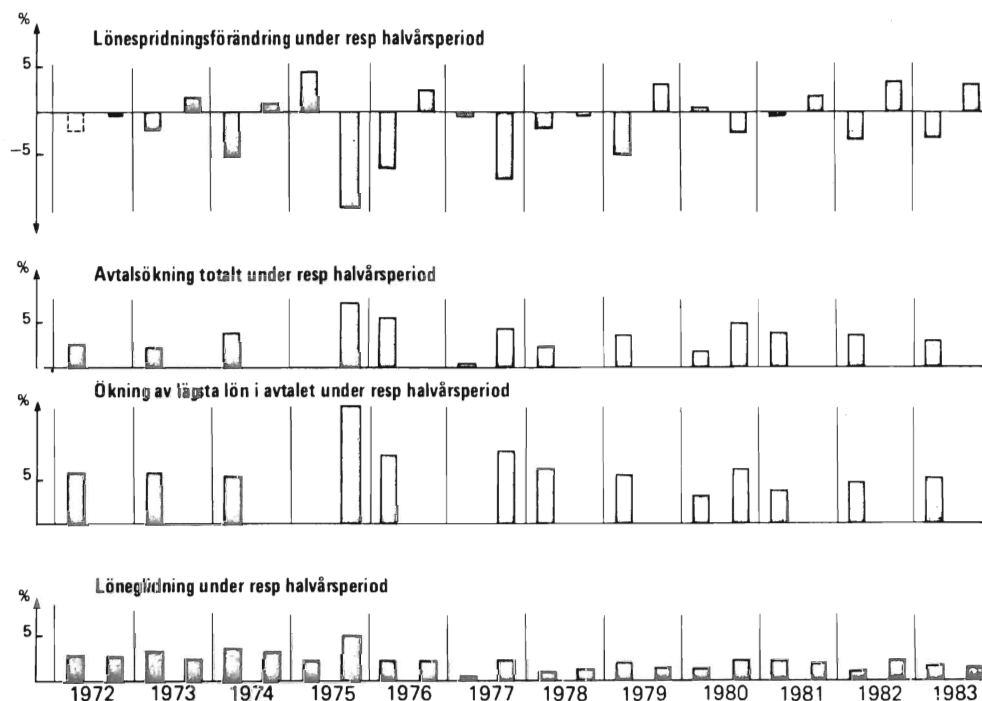 %
Lönespridningsförändring under resp halvårsperiod
5
−5
%
Avtalsökning totalt under resp halvårsperiod
5
Ökning av lägsta lön i avtalet under resp halvårsperiod
%
5
Löneglidning under resp halvårsperiod
%
5
1972 1973 1974 1975 1976 1977 1978 1979 1980 1981 1982 1983